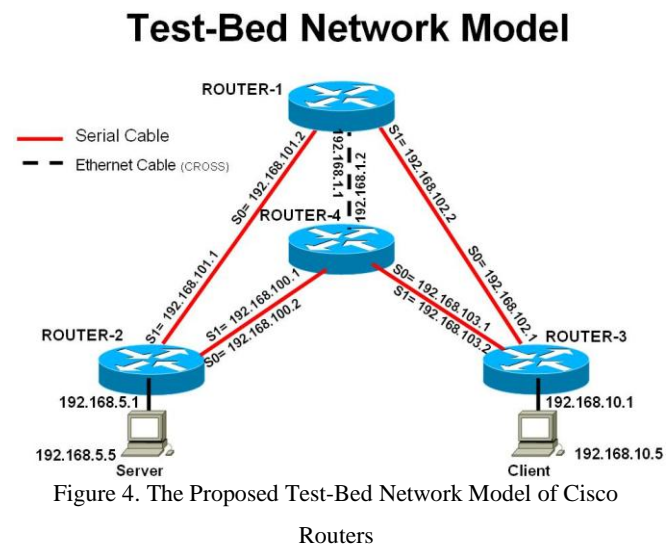 Test-Bed Network Model
ROUTER-1
Serial Cable
Ethernet Cable (CROSS)
S0= 192.168.101.2
S1= 192.168.101.1
192.168.1.1
192.168.1.2
S1= 192.168.102.2
S0= 192.168.102.1
ROUTER-4
S1= 192.168.100.1
S0= 192.168.100.2
S0= 192.168.103.1
S1= 192.168.103.2
ROUTER-2
ROUTER-3
192.168.5.1
192.168.10.1
192.168.5.5
192.168.10.5
Server
Client
Figure 4. The Proposed Test-Bed Network Model of Cisco
Routers